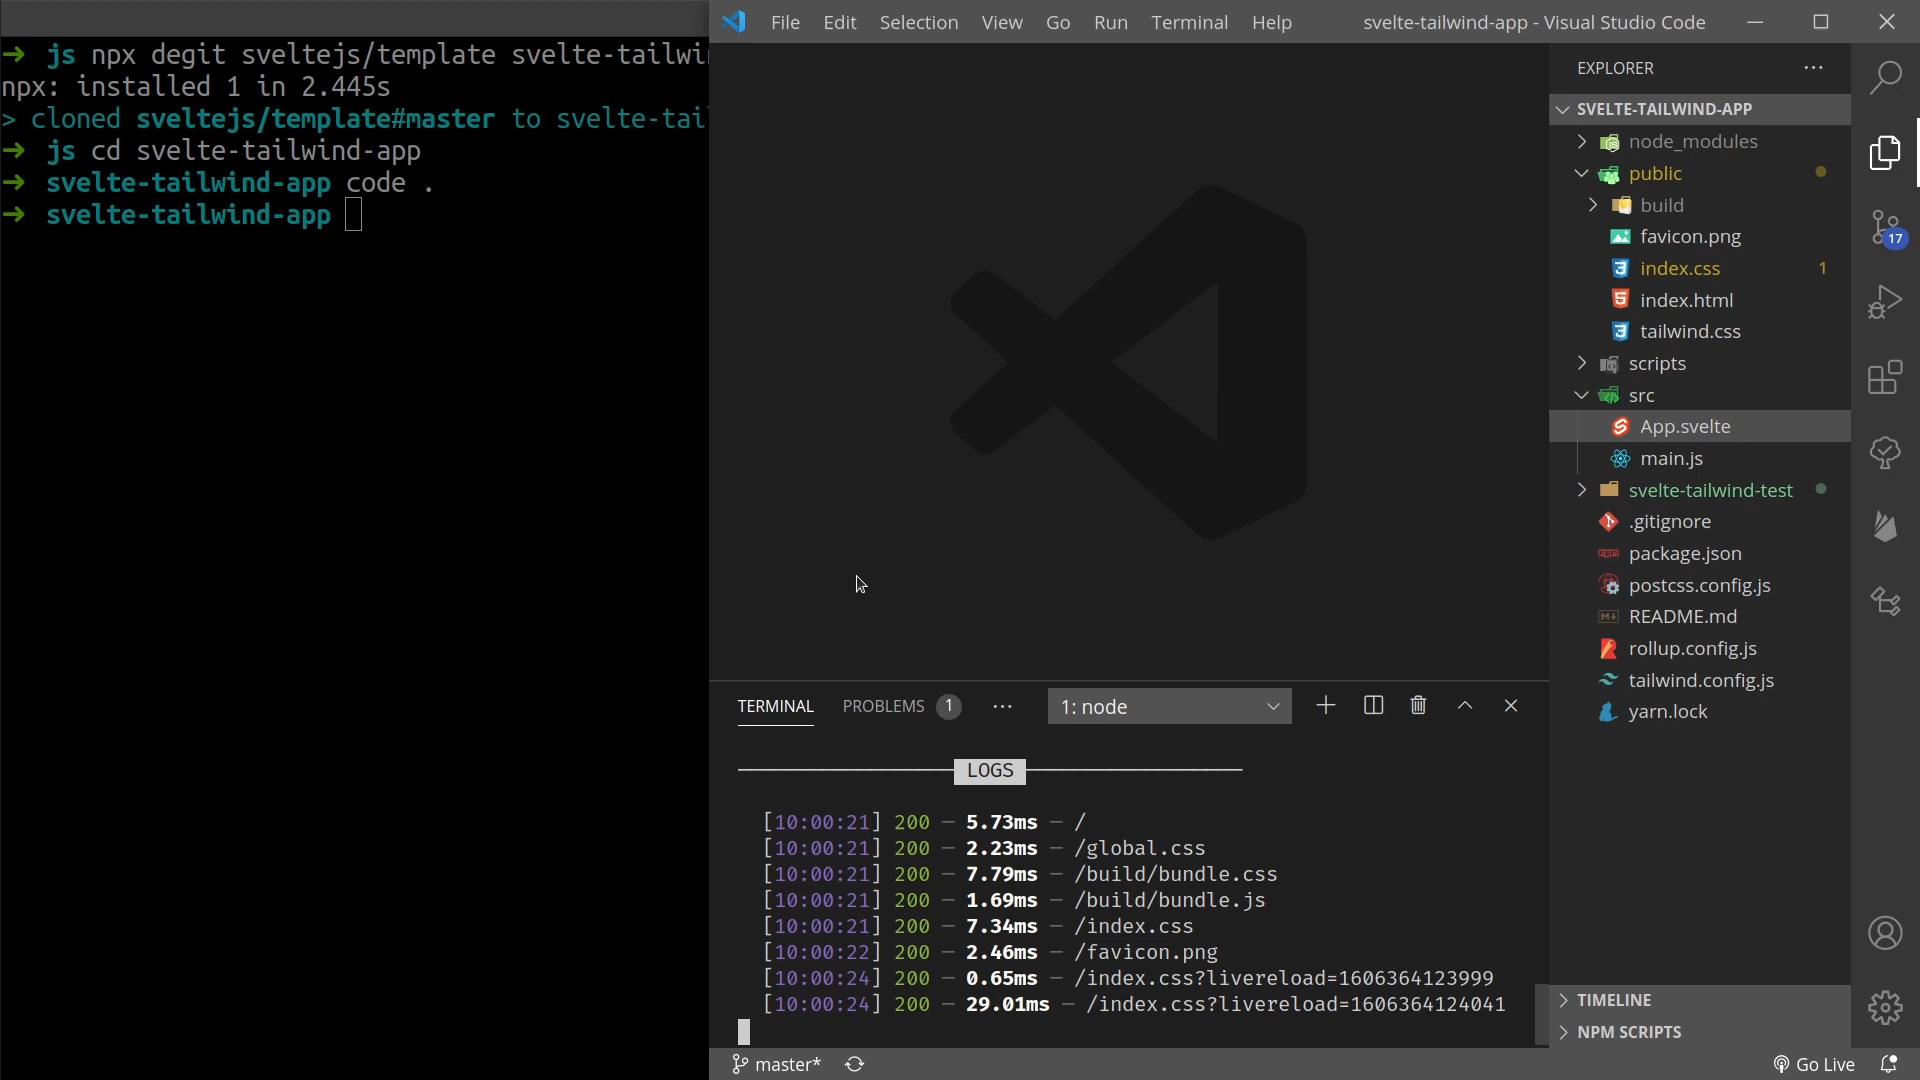 ➜ js npx degit sveltejs/template svelte-tailwi
npx: installed 1 in 2.445s
> cloned sveltejs/template#master to svelte-tai
➜ js cd svelte-tailwind-app
➜ svelte-tailwind-app code .
➜ svelte-tailwind-app
File Edit Selection View Go Run Terminal Help
svelte-tailwind-app - Visual Studio Code
TERMINAL PROBLEMS 1 ··· 1: node
LOGS
[10:00:21] 200 — 5.73ms — /
[10:00:21] 200 — 2.23ms — /global.css
[10:00:21] 200 — 7.79ms — /build/bundle.css
[10:00:21] 200 — 1.69ms — /build/bundle.js
[10:00:21] 200 — 7.34ms — /index.css
[10:00:22] 200 — 2.46ms — /favicon.png
[10:00:24] 200 — 0.65ms — /index.css?livereload=1606364123999
[10:00:24] 200 — 29.01ms — /index.css?livereload=1606364124041
EXPLORER ···
SVELTE-TAILWIND-APP
node_modules
public
build
favicon.png
index.css 1
index.html
tailwind.css
scripts
src
App.svelte
main.js
svelte-tailwind-test
.gitignore
package.json
postcss.config.js
README.md
rollup.config.js
tailwind.config.js
yarn.lock
TIMELINE
NPM SCRIPTS
17
master*
Go Live